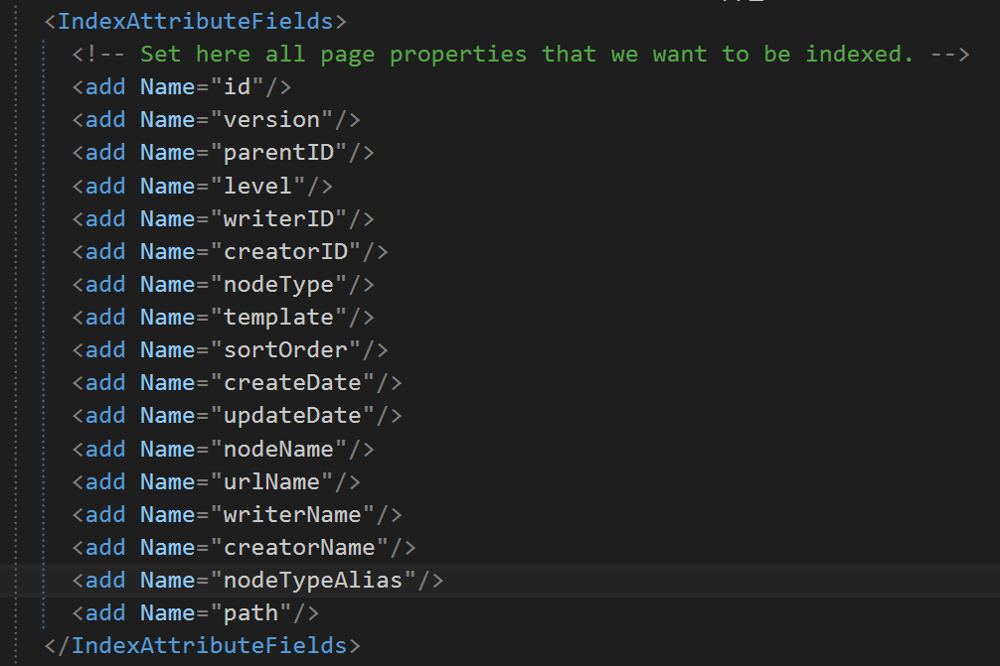 <IndexAttributeFields>
<!-- Set here all page properties that we want to be indexed. -->
<add Name="id"/>
<add Name="version"/>
<add Name="parentID"/>
<add Name="level"/>
<add Name="writerID"/>
<add Name="creatorID"/>
<add Name="nodeType"/>
<add Name="template"/>
<add Name="sortOrder"/>
<add Name="createDate"/>
<add Name="updateDate"/>
<add Name="nodeName"/>
<add Name="urlName"/>
<add Name="writerName"/>
<add Name="creatorName"/>
<add Name="nodeTypeAlias"/>
<add Name="path"/>
</IndexAttributeFields>